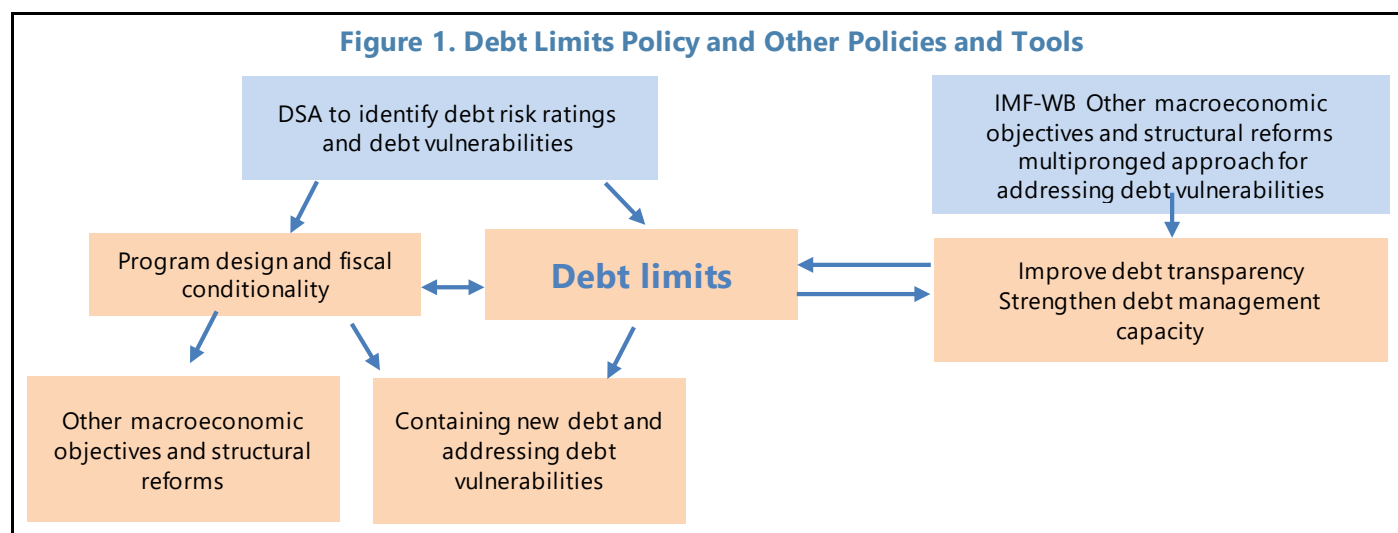 Figure 1. Debt Limits Policy and Other Policies and Tools
DSA to identify debt risk ratings
and debt vulnerabilities
IMF-WB Other macroeconomic
objectives and structural reforms
multipronged approach for
addressing debt vulnerabilities
Program design and fiscal
conditionality
Debt limits
Improve debt transparency
Strengthen debt management
capacity
Other macroeconomic
objectives and structural
reforms
Containing new debt and
addressing debt
vulnerabilities